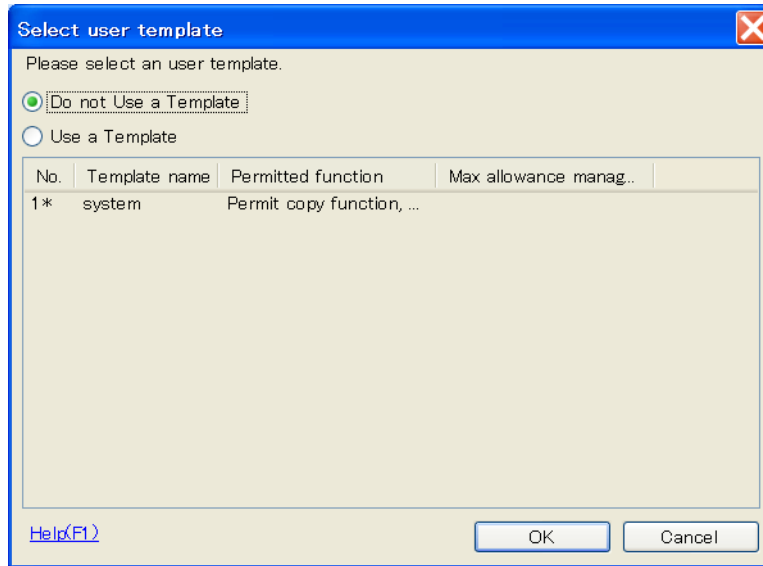 Select user template
Please select an user template.
Do not Use a Template
Use a Template
No. Template name Permitted function Max allowance manag...
1* system Permit copy function, ...
Help(F1) OK Cancel